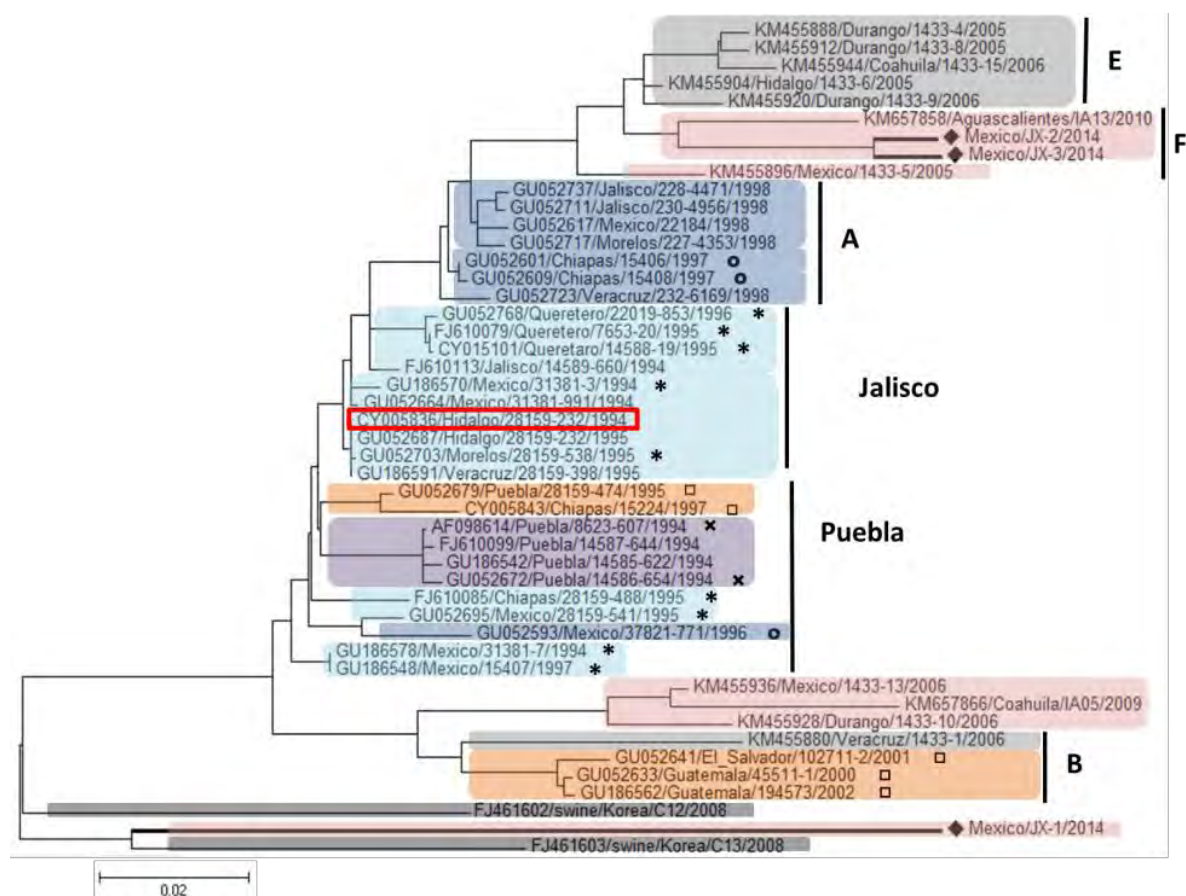 KM455888/Durango/1433-4/2005
KM455912/Durango/1433-8/2005
KM455944/Coahuila/1433-15/2006
KM455904/Hidalgo/1433-6/2005
KM455920/Durango/1433-9/2006
E
KM657858/Aguascalientes/IA13/2010
Mexico/JX-2/2014
Mexico/JX-3/2014
F
KM455896/Mexico/1433-5/2005
GU052737/Jalisco/228-4471/1998
GU052711/Jalisco/230-4956/1998
GU052617/Mexico/22184/1998
GU052717/Morelos/227-4353/1998
A
GU052601/Chiapas/15406/1997
GU052609/Chiapas/15408/1997
GU052723/Veracruz/232-6169/1998
GU052768/Queretero/22019-853/1996 *
FJ610079/Queretero/7653-20/1995 *
CY015101/Queretaro/14588-19/1995 *
FJ610113/Jalisco/14589-660/1994
GU186570/Mexico/31381-3/1994 *
Jalisco
GU052664/Mexico/31381-991/1994
CY005836/Hidalgo/28159-232/1994
GU052687/Hidalgo/28159-232/1995
GU052703/Morelos/28159-538/1995 *
GU186591/Veracruz/28159-398/1995
GU052679/Puebla/28159-474/1995
CY005843/Chiapas/15224/1997
AF098614/Puebla/8623-607/1994
Puebla
FJ610099/Puebla/14587-644/1994
GU186542/Puebla/14585-622/1994
GU052672/Puebla/14586-654/1994
FJ610085/Chiapas/28159-488/1995 *
GU052695/Mexico/28159-541/1995 *
GU052593/Mexico/37821-771/1996
GU186578/Mexico/31381-7/1994 *
GU186548/Mexico/15407/1997 *
KM455936/Mexico/1433-13/2006
KM657866/Coahuila/IA05/2009
KM455928/Durango/1433-10/2006
KM455880/Veracruz/1433-1/2006
GU052641/El_Salvador/102711-2/2001
B
GU052633/Guatemala/45511-1/2000
GU186562/Guatemala/194573/2002
FJ461602/swine/Korea/C12/2008
Mexico/JX-1/2014
FJ461603/swine/Korea/C13/2008
0.02